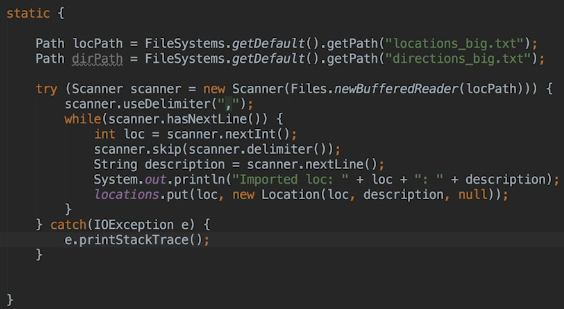 static {
Path locPath = FileSystems.getDefault().getPath("locations_big.txt");
Path dirPath = FileSystems.getDefault().getPath("directions_big.txt");
try (Scanner scanner = new Scanner(Files.newBufferedReader(locPath))) {
scanner.useDelimiter(",");
while(scanner.hasNextLine()) {
int loc = scanner.nextInt();
scanner.skip(scanner.delimiter());
String description = scanner.nextLine();
System.out.println("Imported loc: " + loc + ": " + description);
locations.put(loc, new Location(loc, description, null));
}
} catch(IOException e) {
e.printStackTrace();
}
}